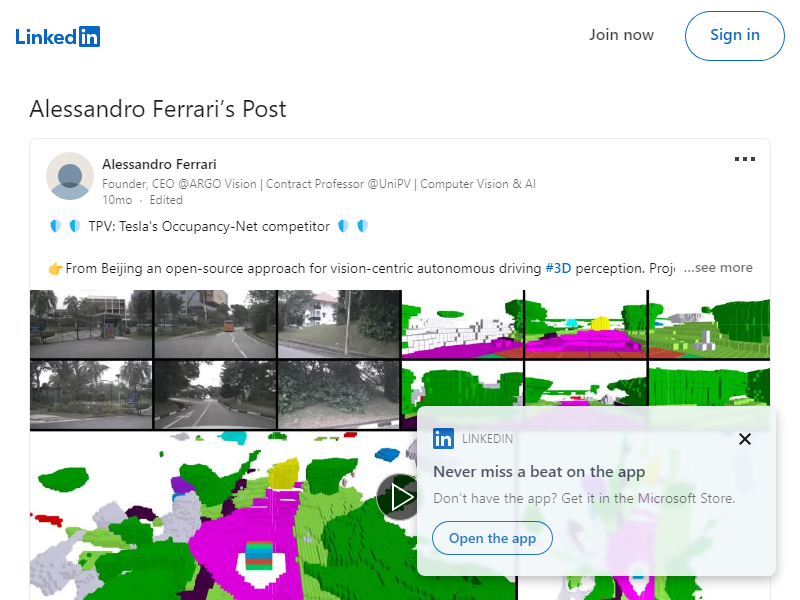 Linked in
Join now
Sign in
Alessandro Ferrari's Post
Alessandro Ferrari
Founder, CEO @ARGO Vision | Contract Professor @UniPV | Computer Vision & AI
10mo · Edited
TPV: Tesla's Occupancy-Net competitor
👉From Beijing an open-source approach for vision-centric autonomous driving #3D perception. Proj ...see more
in LINKEDIN
Never miss a beat on the app
Don't have the app? Get it in the Microsoft Store.
Open the app